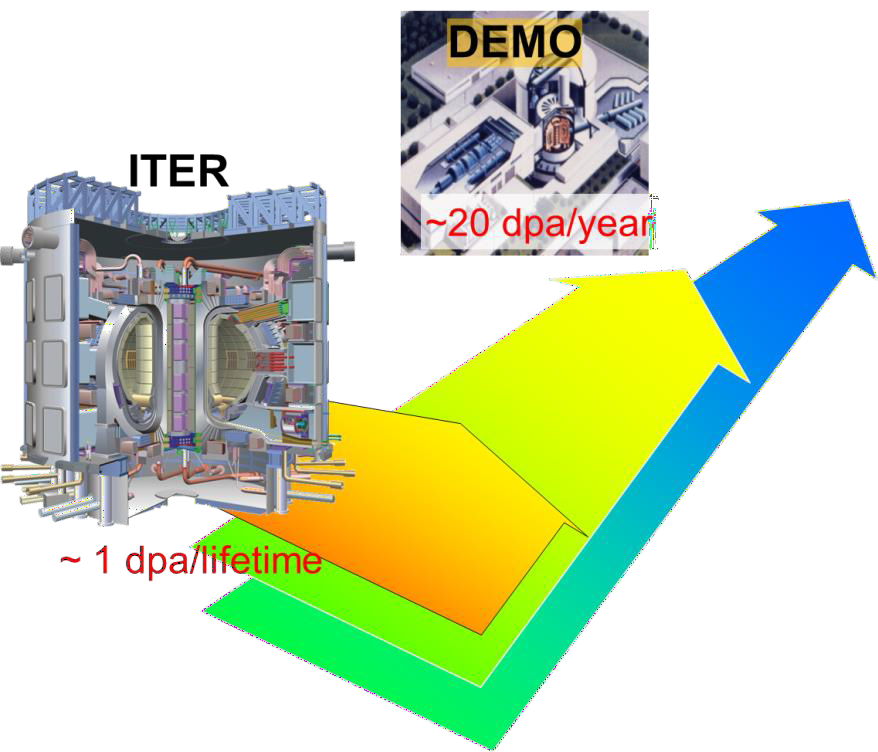 DEMO
ITER
~20 dpa/year
~ 1 dpa/lifetime